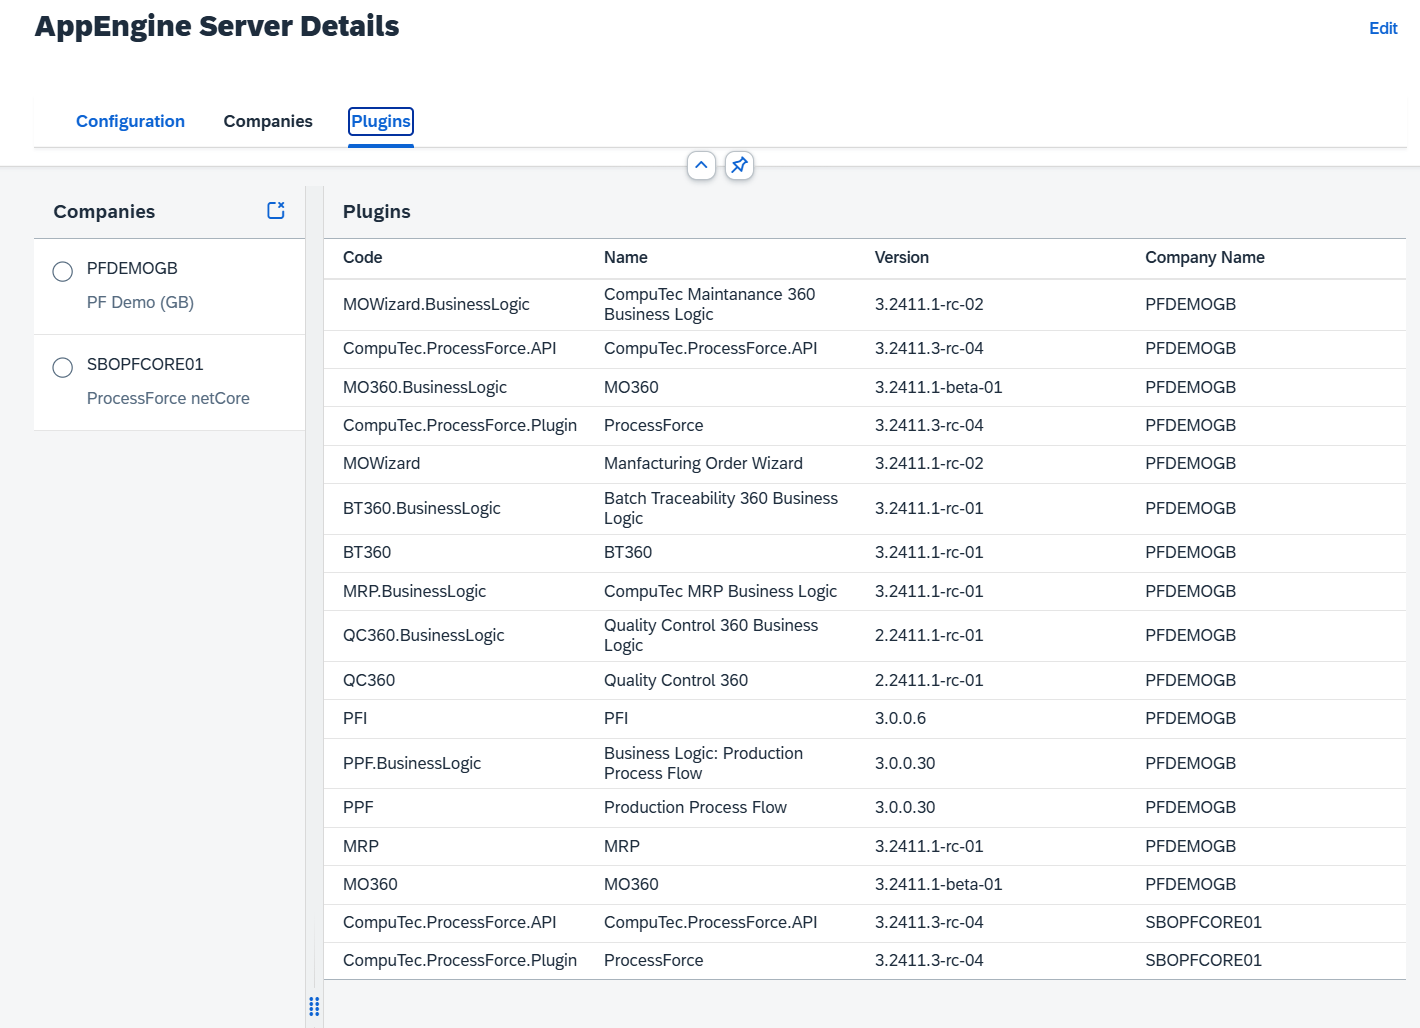 AppEngine Server Details
Edit
Configuration Companies Plugins
Companies
PFDEMOGB
PF Demo (GB)
SBOPFCORE01
ProcessForce netCore
Plugins
Code Name Version Company Name
MOWizard.BusinessLogic CompuTec Maintanance 360 Business Logic 3.2411.1-rc-02 PFDEMOGB
CompuTec.ProcessForce.API CompuTec.ProcessForce.API 3.2411.3-rc-04 PFDEMOGB
MO360.BusinessLogic MO360 3.2411.1-beta-01 PFDEMOGB
CompuTec.ProcessForce.Plugin ProcessForce 3.2411.3-rc-04 PFDEMOGB
MOWizard Manfacturing Order Wizard 3.2411.1-rc-02 PFDEMOGB
BT360.BusinessLogic Batch Traceability 360 Business Logic 3.2411.1-rc-01 PFDEMOGB
BT360 BT360 3.2411.1-rc-01 PFDEMOGB
MRP.BusinessLogic CompuTec MRP Business Logic 3.2411.1-rc-01 PFDEMOGB
QC360.BusinessLogic Quality Control 360 Business Logic 2.2411.1-rc-01 PFDEMOGB
QC360 Quality Control 360 2.2411.1-rc-01 PFDEMOGB
PFI PFI 3.0.0.6 PFDEMOGB
PPF.BusinessLogic Business Logic: Production Process Flow 3.0.0.30 PFDEMOGB
PPF Production Process Flow 3.0.0.30 PFDEMOGB
MRP MRP 3.2411.1-rc-01 PFDEMOGB
MO360 MO360 3.2411.1-beta-01 PFDEMOGB
CompuTec.ProcessForce.API CompuTec.ProcessForce.API 3.2411.3-rc-04 SBOPFCORE01
CompuTec.ProcessForce.Plugin ProcessForce 3.2411.3-rc-04 SBOPFCORE01